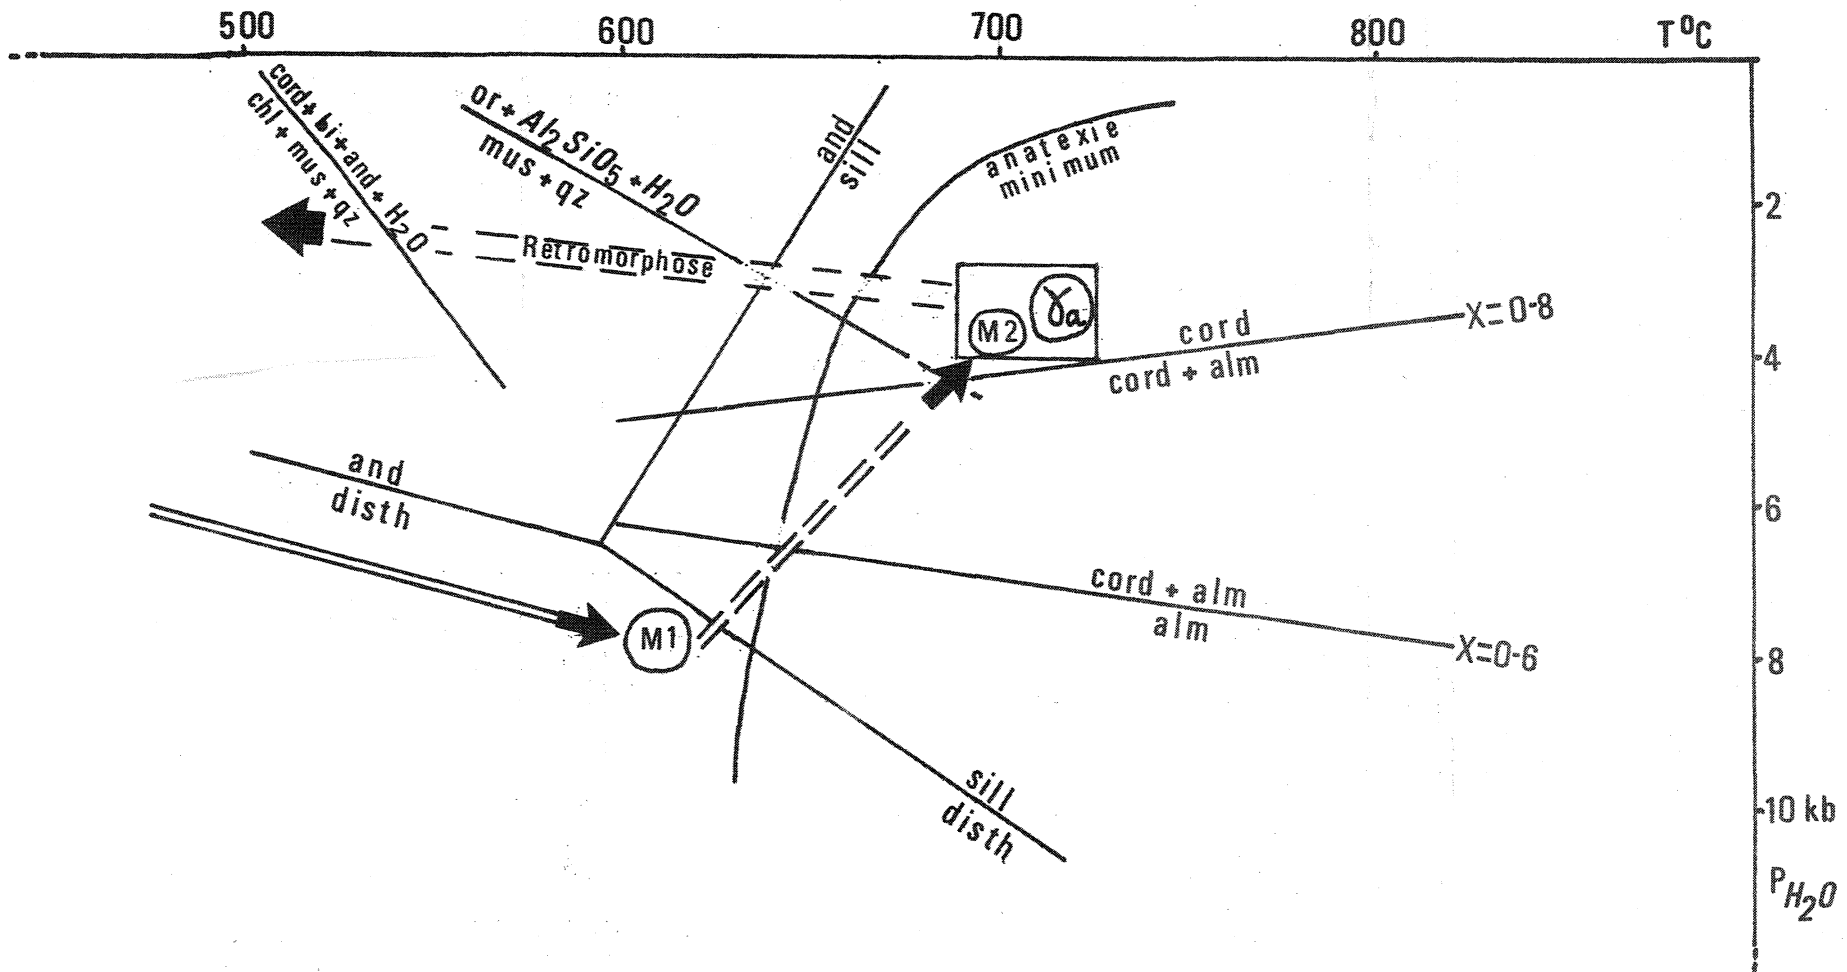 500 600 700 800 T°C
cord + bi + and + H₂O
chl + mus + qz
or + Al₂SiO₅ + H₂O
mus + qz
and
sill
anatexie
minimum
2
Rétromorphose
M2 γa
X=0-8
cord
cord + alm
4
and
disth
6
cord + alm
alm
M1
X=0-6
8
sill
disth
10 kb
P H₂O